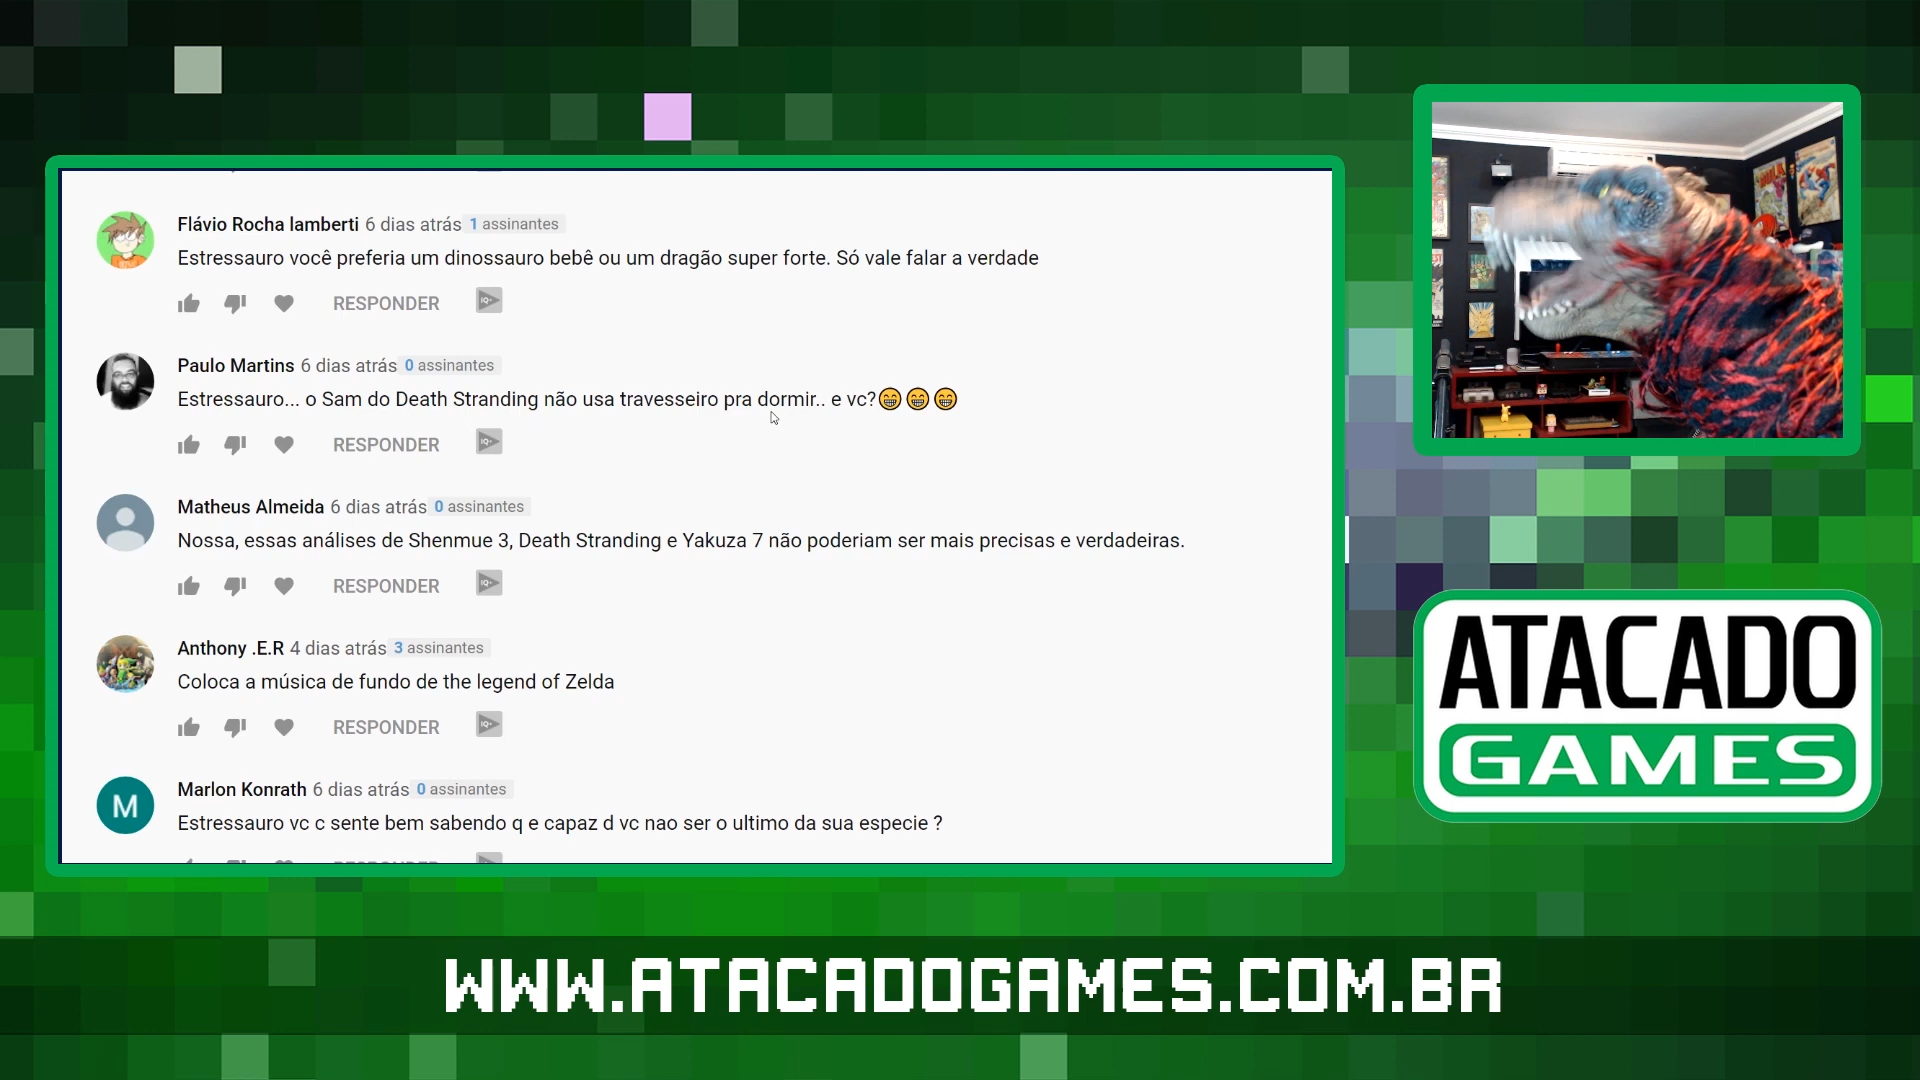 Flávio Rocha lamberti 6 dias atrás 1 assinantes
Estressauro você preferia um dinossauro bebê ou um dragão super forte. Só vale falar a verdade
RESPONDER IQ+
Paulo Martins 6 dias atrás 0 assinantes
Estressauro... o Sam do Death Stranding não usa travesseiro pra dormir.. e vc?😁😁😁
RESPONDER IQ+
Matheus Almeida 6 dias atrás 0 assinantes
Nossa, essas análises de Shenmue 3, Death Stranding e Yakuza 7 não poderiam ser mais precisas e verdadeiras.
RESPONDER IQ+
Anthony .E.R 4 dias atrás 3 assinantes
Coloca a música de fundo de the legend of Zelda
RESPONDER IQ+
M
Marlon Konrath 6 dias atrás 0 assinantes
Estressauro vc c sente bem sabendo q e capaz d vc nao ser o ultimo da sua especie ?
RESPONDER
ATACADO
GAMES
WWW.ATACADOGAMES.COM.BR